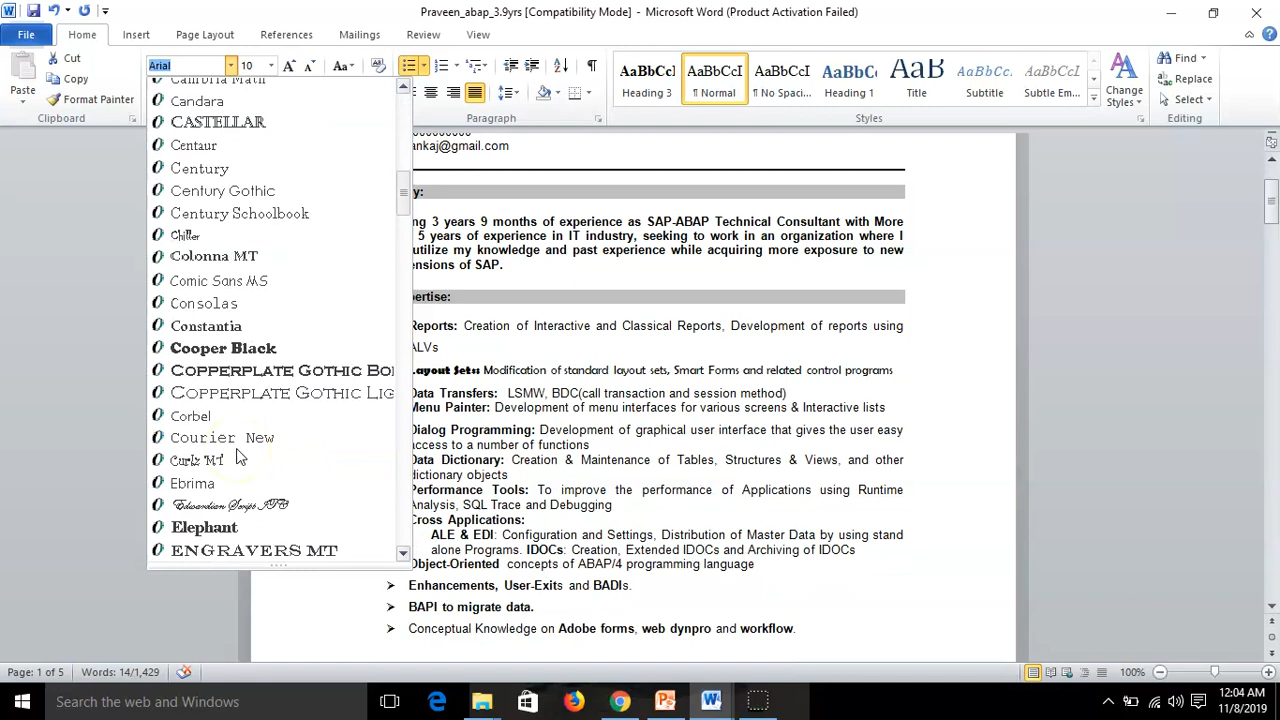 Praveen_abap_3.9yrs [Compatibility Mode] - Microsoft Word (Product Activation Failed)
File Home Insert Page Layout References Mailings Review View
Cut
Copy
Format Painter
Paste
Clipboard
Arial 10
Paragraph
AaBbCcI AaBbCcI AaBbCcI AaBbCc AaB AaBbCcI AaBbCcI
Heading 3 ¶ Normal ¶ No Spaci... Heading 1 Title Subtitle Subtle Em...
Change
Styles
Styles
Find
Replace
Select
Editing
Cambria Math
Candara
CASTELLAR
Centaur
Century
Century Gothic
Century Schoolbook
Chiller
Colonna MT
Comic Sans MS
Consolas
Constantia
Cooper Black
Copperplate Gothic Bol
Copperplate Gothic Lig
Corbel
Courier New
Curlz MT
Ebrima
Edwardian Script ITC
Elephant
ENGRAVERS MT
ankaj@gmail.com
y:
ng 3 years 9 months of experience as SAP-ABAP Technical Consultant with More
5 years of experience in IT industry, seeking to work in an organization where I
utilize my knowledge and past experience while acquiring more exposure to new
ensions of SAP.
pertise:
Reports: Creation of Interactive and Classical Reports, Development of reports using
ALVs
Layout Sets: Modification of standard layout sets, Smart Forms and related control programs
Data Transfers: LSMW, BDC(call transaction and session method)
Menu Painter: Development of menu interfaces for various screens & Interactive lists
Dialog Programming: Development of graphical user interface that gives the user easy
access to a number of functions
Data Dictionary: Creation & Maintenance of Tables, Structures & Views, and other
dictionary objects
Performance Tools: To improve the performance of Applications using Runtime
Analysis, SQL Trace and Debugging
Cross Applications:
ALE & EDI: Configuration and Settings, Distribution of Master Data by using stand
alone Programs. IDOCs: Creation, Extended IDOCs and Archiving of IDOCs
Object-Oriented concepts of ABAP/4 programming language
➢ Enhancements, User-Exits and BADIs.
➢ BAPI to migrate data.
➢ Conceptual Knowledge on Adobe forms, web dynpro and workflow.
Page: 1 of 5 Words: 14/1,429 100%
Search the web and Windows
12:04 AM
11/8/2019